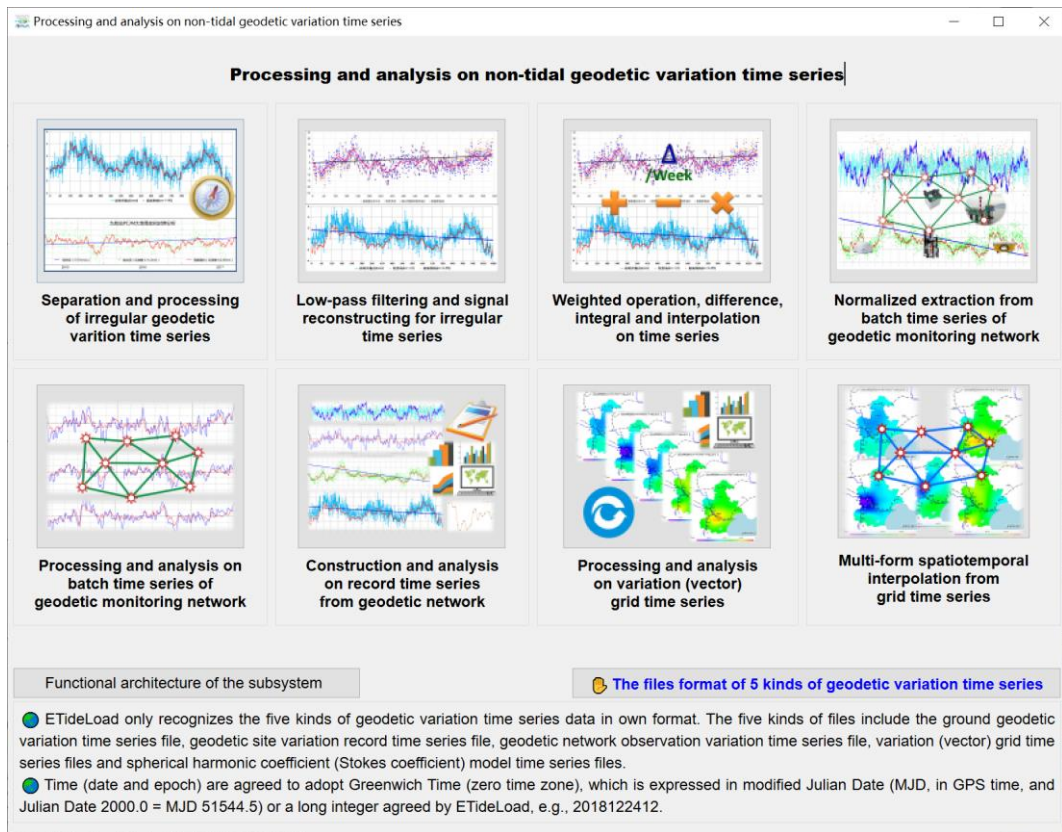 Processing and analysis on non-tidal geodetic variation time series
Processing and analysis on non-tidal geodetic variation time series
Δ
/Week
Separation and processing
of irregular geodetic
varition time series
Low-pass filtering and signal
reconstructing for irregular
time series
Weighted operation, difference,
integral and interpolation
on time series
Normalized extraction from
batch time series of
geodetic monitoring network
Processing and analysis on
batch time series of
geodetic monitoring network
Construction and analysis
on record time series
from geodetic network
Processing and analysis
on variation (vector)
grid time series
Multi-form spatiotemporal
interpolation from
grid time series
Functional architecture of the subsystem
The files format of 5 kinds of geodetic variation time series
ETideLoad only recognizes the five kinds of geodetic variation time series data in own format. The five kinds of files include the ground geodetic
variation time series file, geodetic site variation record time series file, geodetic network observation variation time series file, variation (vector) grid time
series files and spherical harmonic coefficient (Stokes coefficient) model time series files.
Time (date and epoch) are agreed to adopt Greenwich Time (zero time zone), which is expressed in modified Julian Date (MJD, in GPS time, and
Julian Date 2000.0 = MJD 51544.5) or a long integer agreed by ETideLoad, e.g., 2018122412.